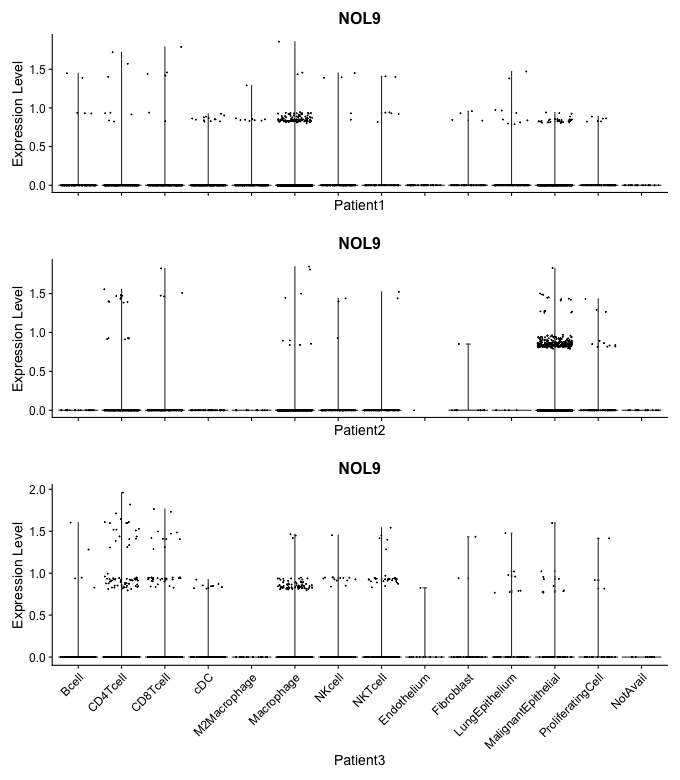 NOL9
Expression Level
1.5
1.0
0.5
0.0
Patient1
NOL9
Expression Level
1.5
1.0
0.5
0.0
Patient2
NOL9
Expression Level
2.0
1.5
1.0
0.5
0.0
Bcell
CD4Tcell
CD8Tcell
cDC
M2Macrophage
Macrophage
NKcell
NKTcell
Endothelium
Fibroblast
LungEpithelium
MalignantEpithelial
ProliferatingCell
NotAvail
Patient3